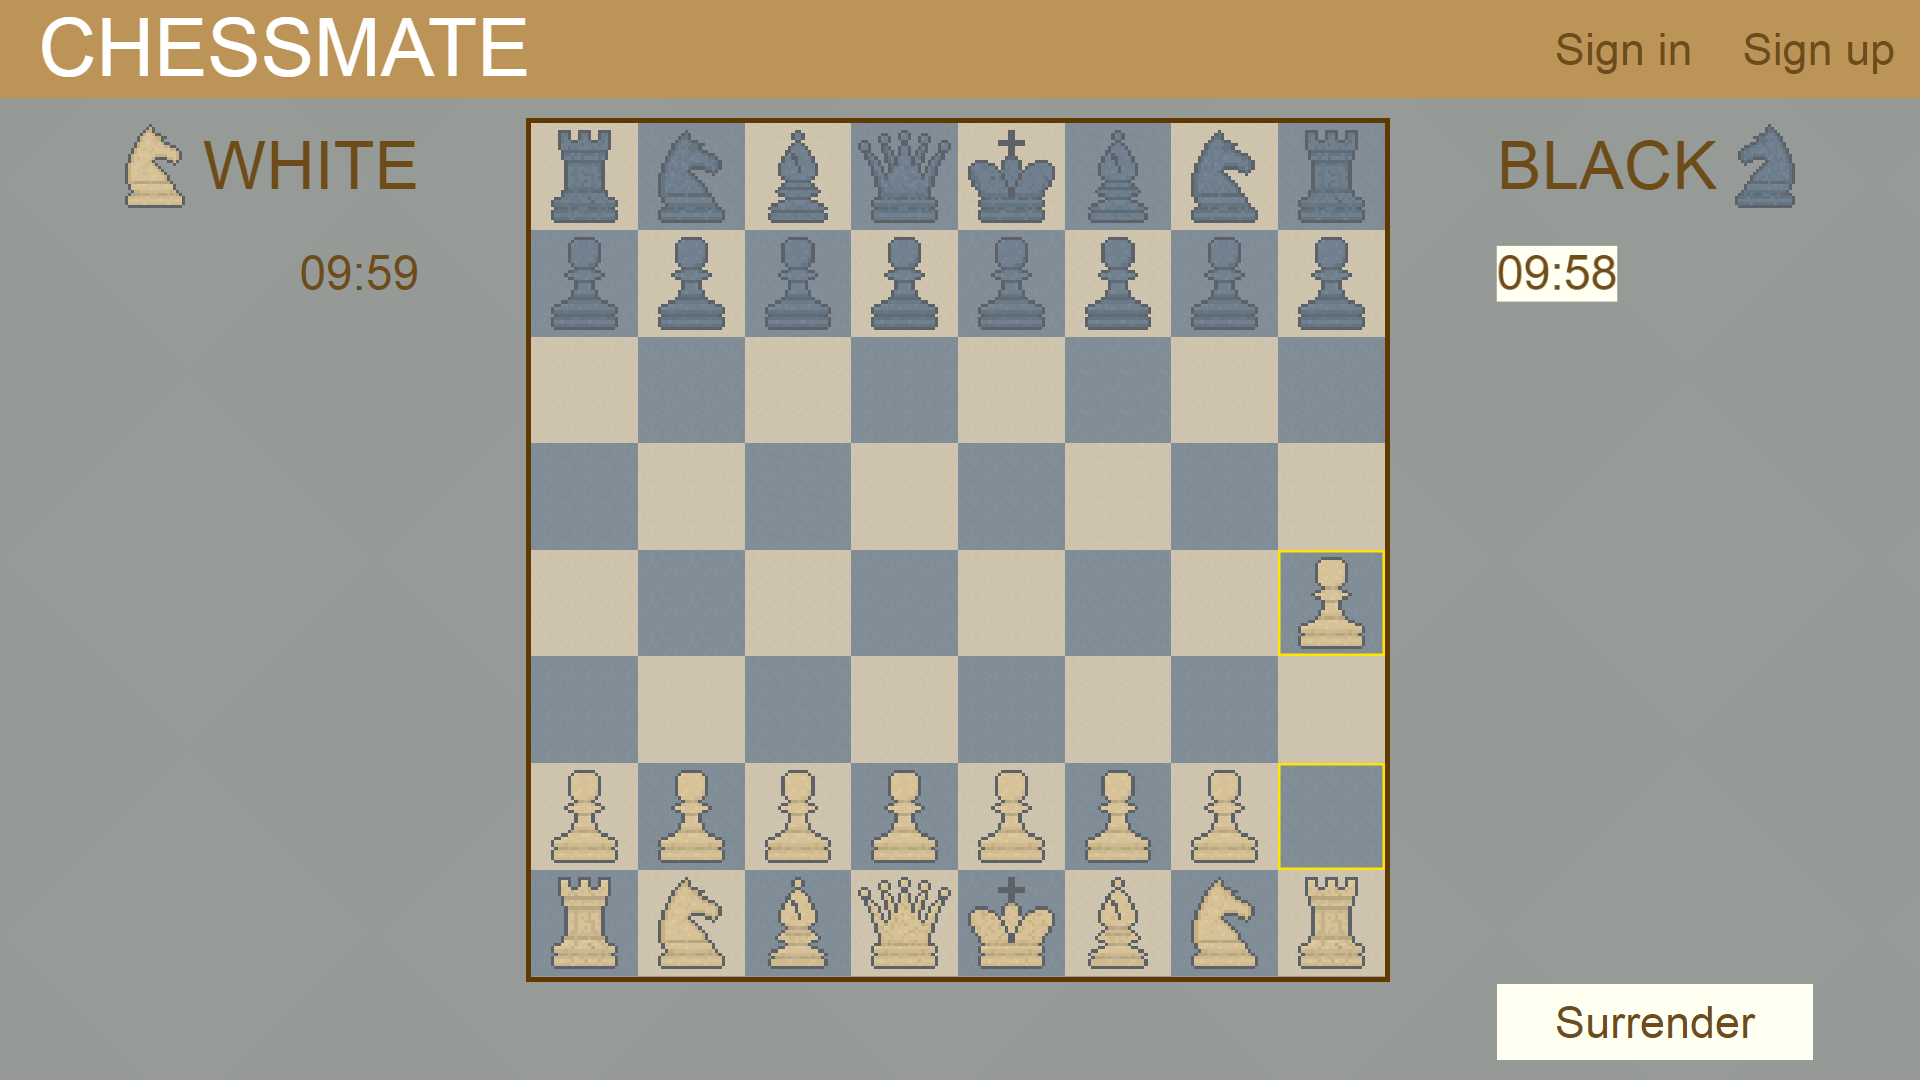 CHESSMATE
Sign in
Sign up
WHITE
BLACK
09:59
09:58
Surrender